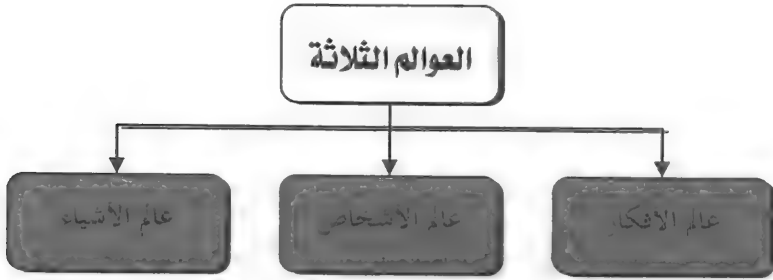 العوالم الثلاثة
عالم الأفكار
عالم الأشخاص
عالم الأشياء